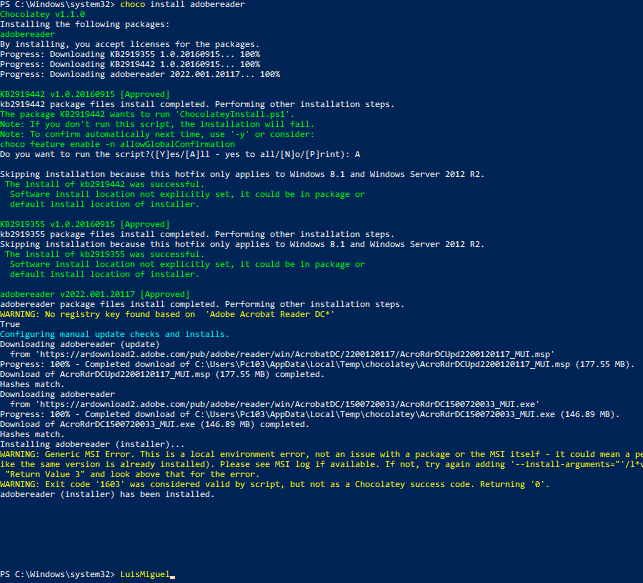 PS C:\Windows\system32> choco install adobereader
Chocolatey v1.1.0
Installing the following packages:
adobereader
By installing, you accept licenses for the packages.
Progress: Downloading KB2919355 1.0.20160915... 100%
Progress: Downloading KB2919442 1.0.20160915... 100%
Progress: Downloading adobereader 2022.001.20117... 100%
KB2919442 v1.0.20160915 [Approved]
kb2919442 package files install completed. Performing other installation steps.
The package KB2919442 wants to run 'ChocolateyInstall.ps1'.
Note: If you don't run this script, the installation will fail.
Note: To confirm automatically next time, use '-y' or consider:
choco feature enable -n allowGlobalConfirmation
Do you want to run the script?([Y]es/[A]ll - yes to all/[N]o/[P]rint): A
Skipping installation because this hotfix only applies to Windows 8.1 and Windows Server 2012 R2.
The install of kb2919442 was successful.
Software install location not explicitly set, it could be in package or
default install location of installer.
KB2919355 v1.0.20160915 [Approved]
kb2919355 package files install completed. Performing other installation steps.
Skipping installation because this hotfix only applies to Windows 8.1 and Windows Server 2012 R2.
The install of kb2919355 was successful.
Software install location not explicitly set, it could be in package or
default install location of installer.
adobereader v2022.001.20117 [Approved]
adobereader package files install completed. Performing other installation steps.
WARNING: No registry key found based on  'Adobe Acrobat Reader DC*'
True
Configuring manual update checks and installs.
Downloading adobereader (update)
from 'https://ardownload2.adobe.com/pub/adobe/reader/win/AcrobatDC/2200120117/AcroRdrDCUpd2200120117_MUI.msp'
Progress: 100% - Completed download of C:\Users\Pc103\AppData\Local\Temp\chocolatey\AcroRdrDCUpd2200120117_MUI.msp (177.55 MB).
Download of AcroRdrDCUpd2200120117_MUI.msp (177.55 MB) completed.
Hashes match.
Downloading adobereader
from 'https://ardownload2.adobe.com/pub/adobe/reader/win/AcrobatDC/1500720033/AcroRdrDC1500720033_MUI.exe'
Progress: 100% - Completed download of C:\Users\Pc103\AppData\Local\Temp\chocolatey\AcroRdrDC1500720033_MUI.exe (146.89 MB).
Download of AcroRdrDC1500720033_MUI.exe (146.89 MB) completed.
Hashes match.
Installing adobereader (installer)...
WARNING: Generic MSI Error. This is a local environment error, not an issue with a package or the MSI itself - it could mean a pe
ike the same version is already installed). Please see MSI log if available. If not, try again adding '--install-arguments="'/l*v
"Return Value 3" and look above that for the error.
WARNING: Exit code '1603' was considered valid by script, but not as a Chocolatey success code. Returning '0'.
adobereader (installer) has been installed.
PS C:\Windows\system32> LuisMiguel_